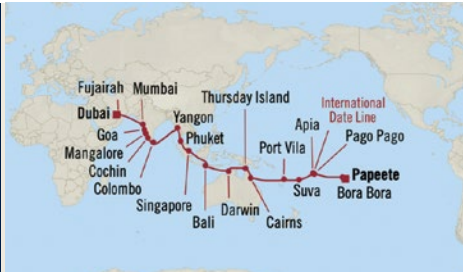 Fujairah
Mumbai
Dubai
Goa
Mangalore
Cochin
Colombo
Yangon
Phuket
Singapore
Bali
Darwin
Thursday Island
Cairns
Port Vila
Suva
Apia
International
Date Line
Pago Pago
Papeete
Bora Bora